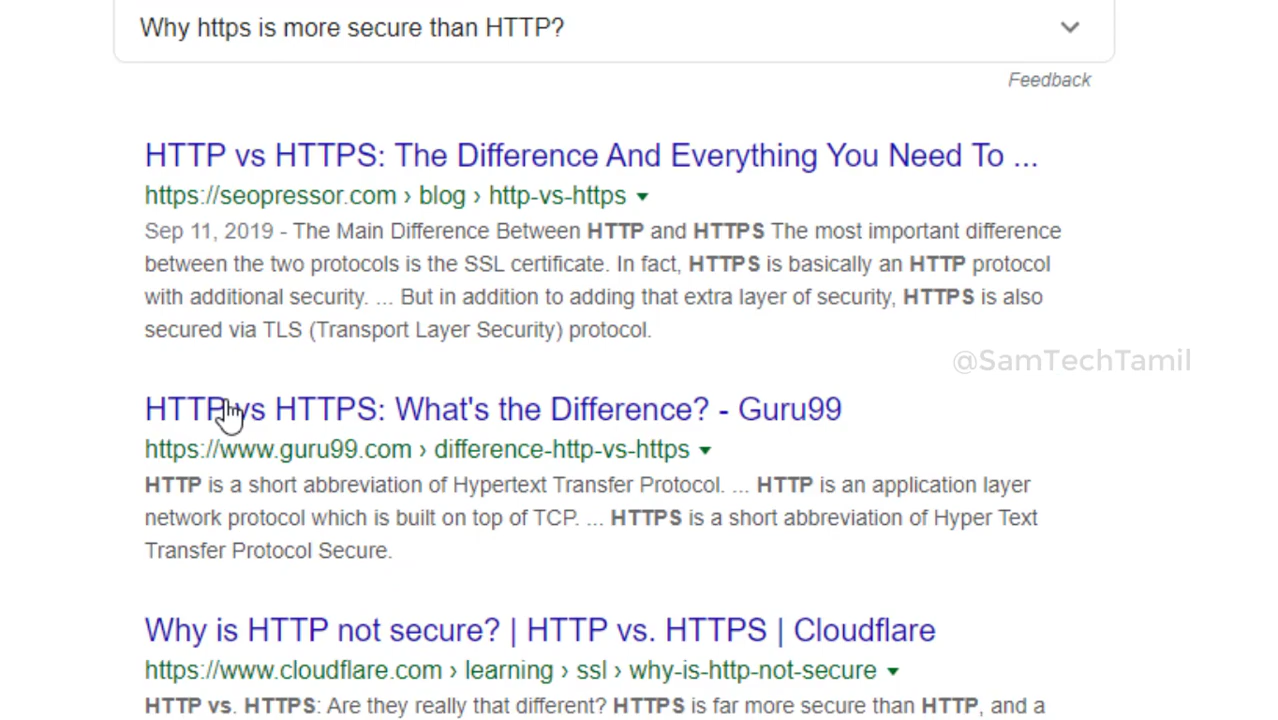 Why https is more secure than HTTP?
Feedback
HTTP vs HTTPS: The Difference And Everything You Need To ...
https://seopressor.com › blog › http-vs-https
Sep 11, 2019 - The Main Difference Between HTTP and HTTPS The most important difference
between the two protocols is the SSL certificate. In fact, HTTPS is basically an HTTP protocol
with additional security. ... But in addition to adding that extra layer of security, HTTPS is also
secured via TLS (Transport Layer Security) protocol.
@SamTechTamil
HTTP vs HTTPS: What's the Difference? - Guru99
https://www.guru99.com › difference-http-vs-https
HTTP is a short abbreviation of Hypertext Transfer Protocol. ... HTTP is an application layer
network protocol which is built on top of TCP. ... HTTPS is a short abbreviation of Hyper Text
Transfer Protocol Secure.
Why is HTTP not secure? | HTTP vs. HTTPS | Cloudflare
https://www.cloudflare.com › learning › ssl › why-is-http-not-secure
HTTP vs. HTTPS: Are they really that different? HTTPS is far more secure than HTTP, and a